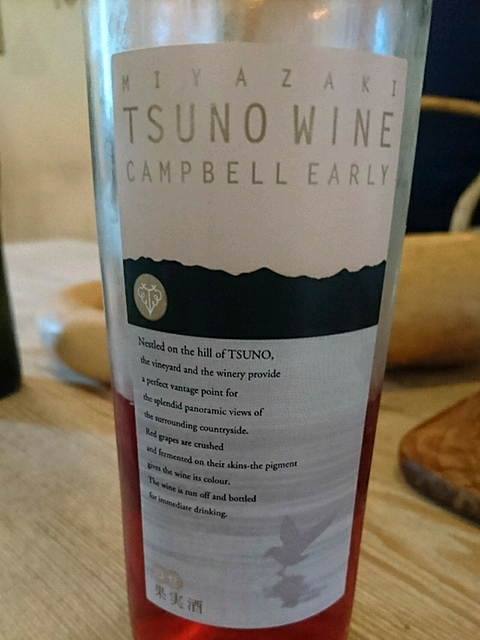 MIYAZAKI
TSUNO WINE
CAMPBELL EARLY
Nestled on the hill of TSUNO,
the vineyard and the winery provide
a perfect vantage point for
the splendid panoramic views of
the surrounding countryside.
Red grapes are crushed
and fermented on their skins-the pigment
gives the wine its colour.
The wine is run off and bottled
for immediate drinking.
果実酒